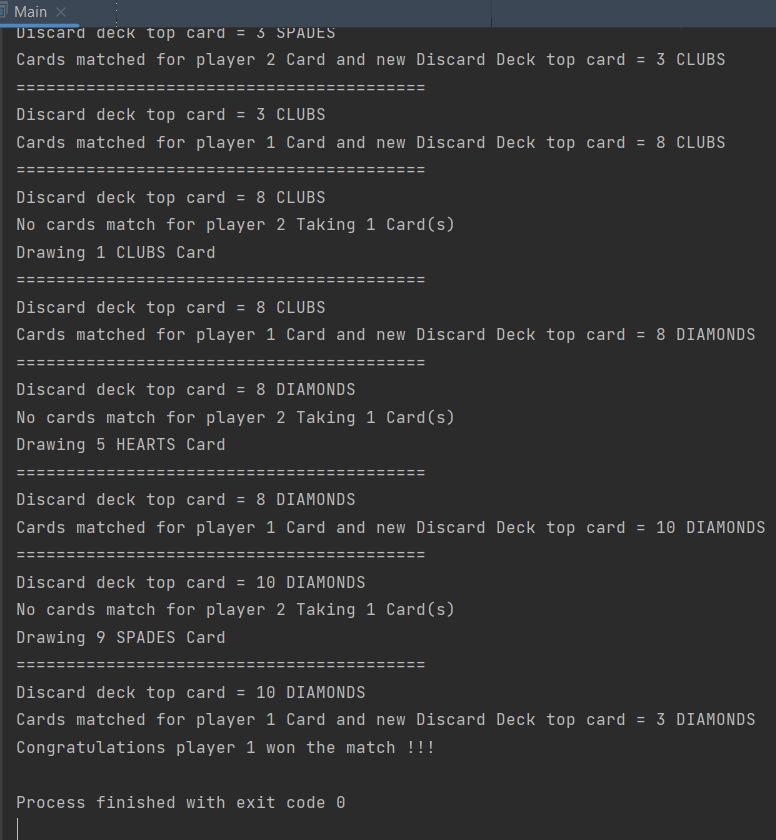 Main
Discard deck top card = 3 SPADES
Cards matched for player 2 Card and new Discard Deck top card = 3 CLUBS
=========================================
Discard deck top card = 3 CLUBS
Cards matched for player 1 Card and new Discard Deck top card = 8 CLUBS
=========================================
Discard deck top card = 8 CLUBS
No cards match for player 2 Taking 1 Card(s)
Drawing 1 CLUBS Card
=========================================
Discard deck top card = 8 CLUBS
Cards matched for player 1 Card and new Discard Deck top card = 8 DIAMONDS
=========================================
Discard deck top card = 8 DIAMONDS
No cards match for player 2 Taking 1 Card(s)
Drawing 5 HEARTS Card
=========================================
Discard deck top card = 8 DIAMONDS
Cards matched for player 1 Card and new Discard Deck top card = 10 DIAMONDS
=========================================
Discard deck top card = 10 DIAMONDS
No cards match for player 2 Taking 1 Card(s)
Drawing 9 SPADES Card
=========================================
Discard deck top card = 10 DIAMONDS
Cards matched for player 1 Card and new Discard Deck top card = 3 DIAMONDS
Congratulations player 1 won the match !!!
Process finished with exit code 0